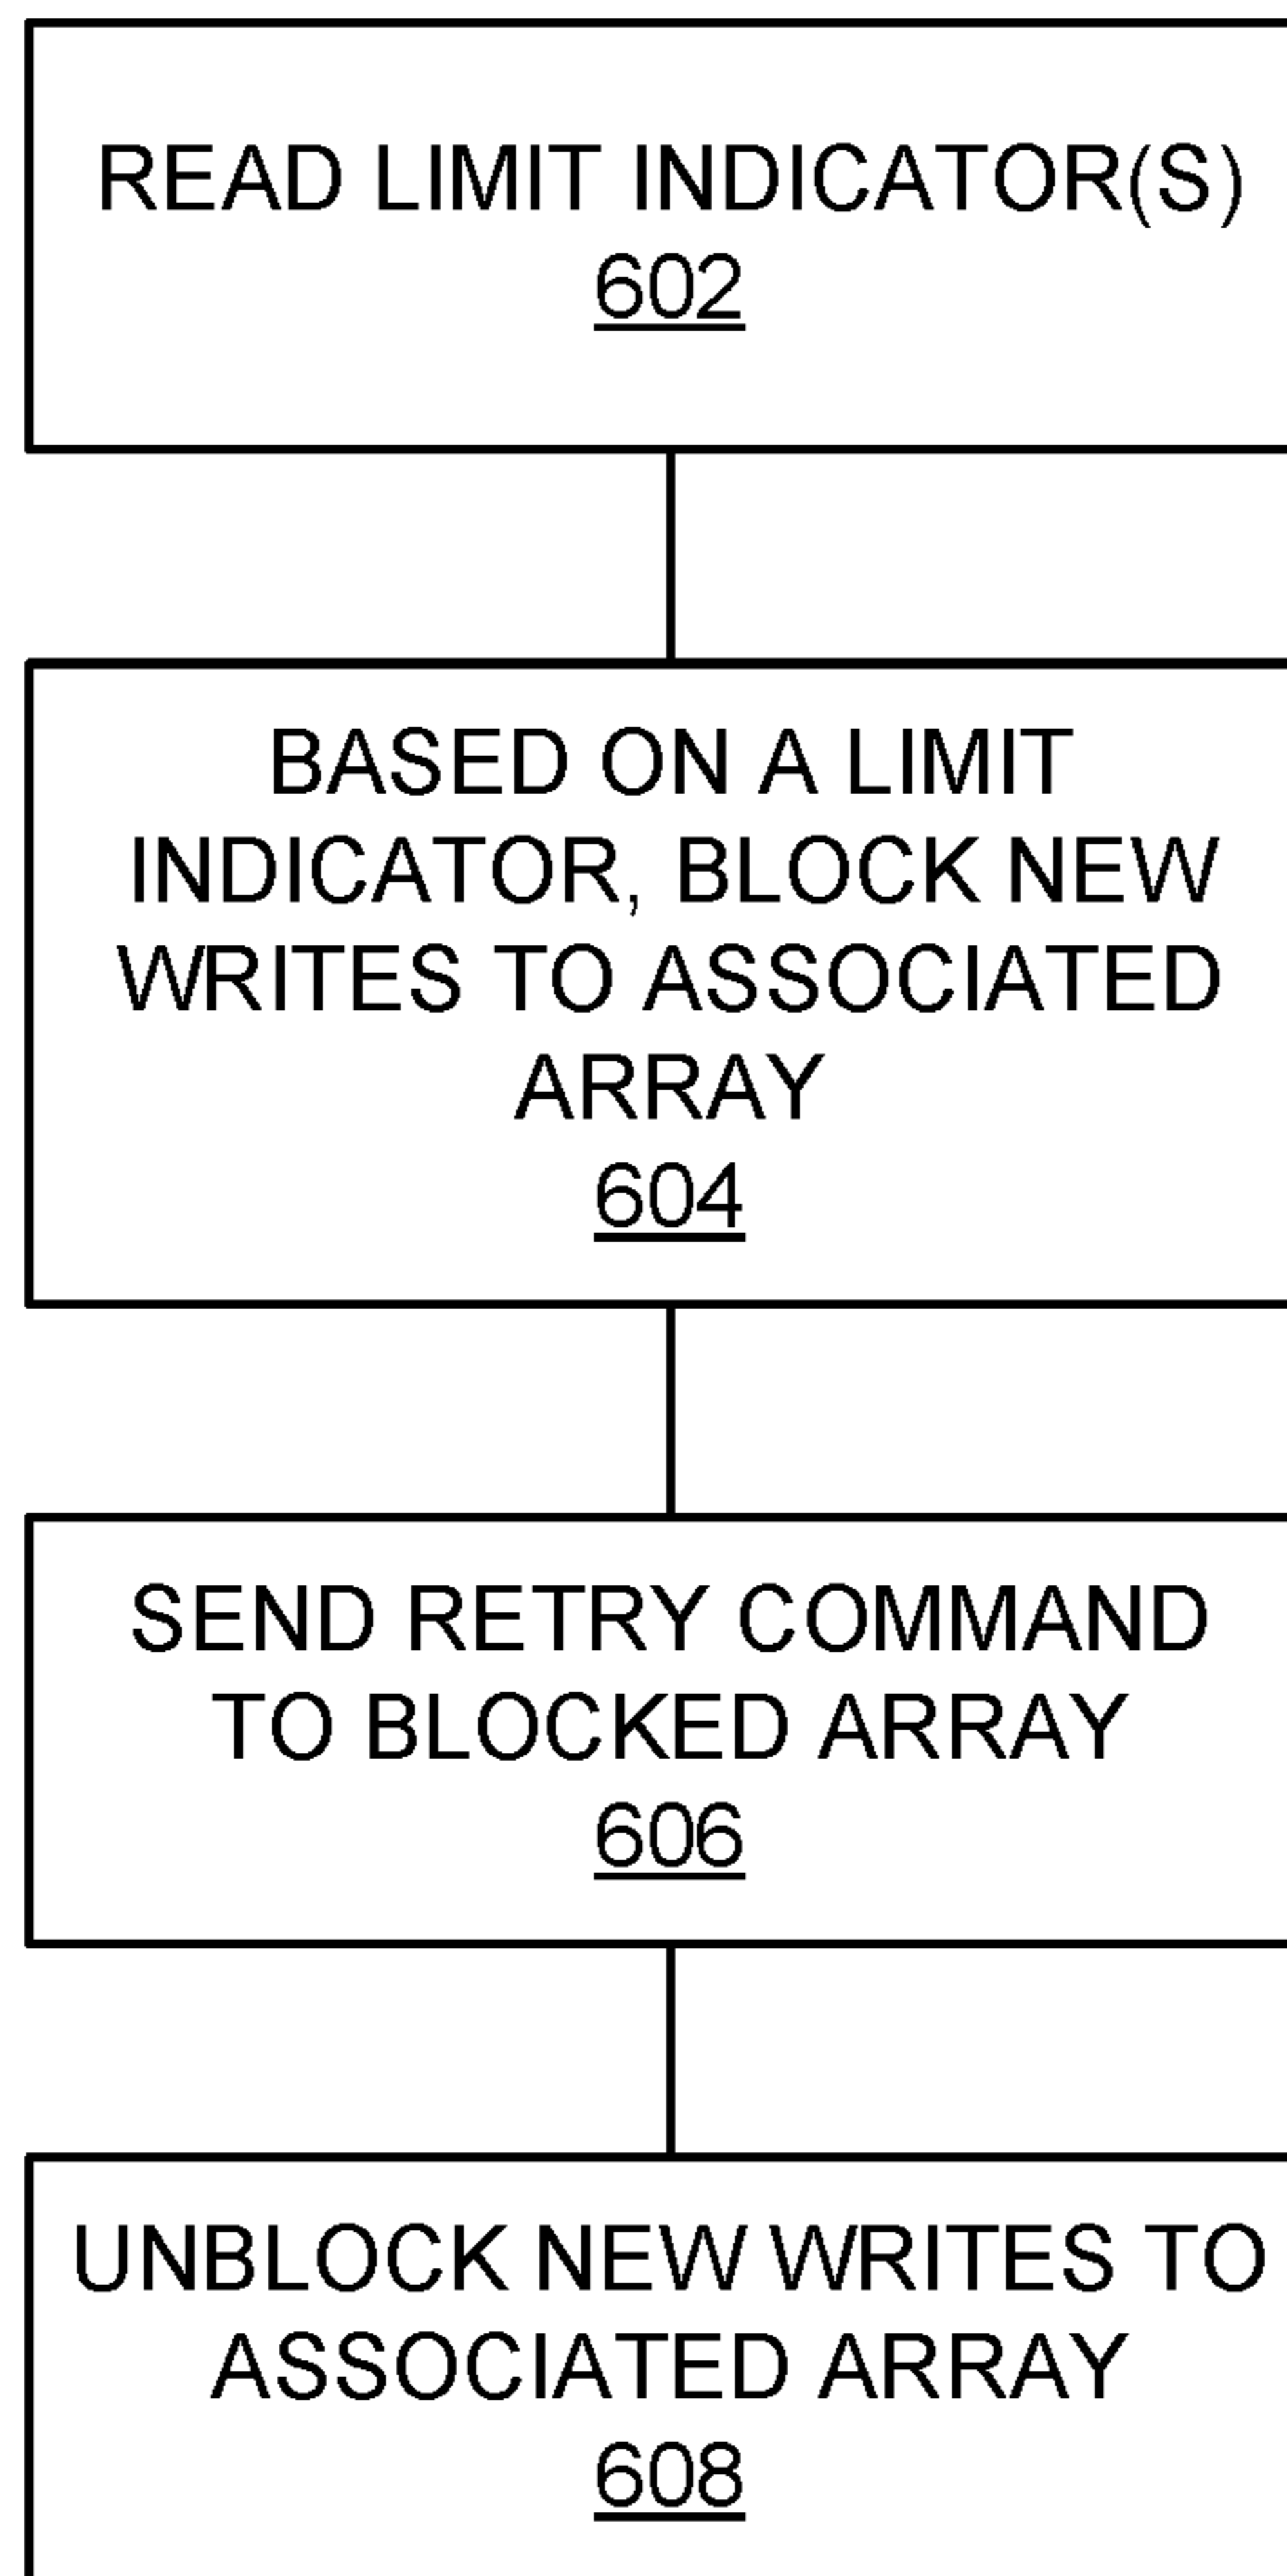 READ LIMIT INDICATOR(S)
602
BASED ON A LIMIT
INDICATOR, BLOCK NEW
WRITES TO ASSOCIATED
ARRAY
604
SEND RETRY COMMAND
TO BLOCKED ARRAY
606
UNBLOCK NEW WRITES TO
ASSOCIATED ARRAY
608